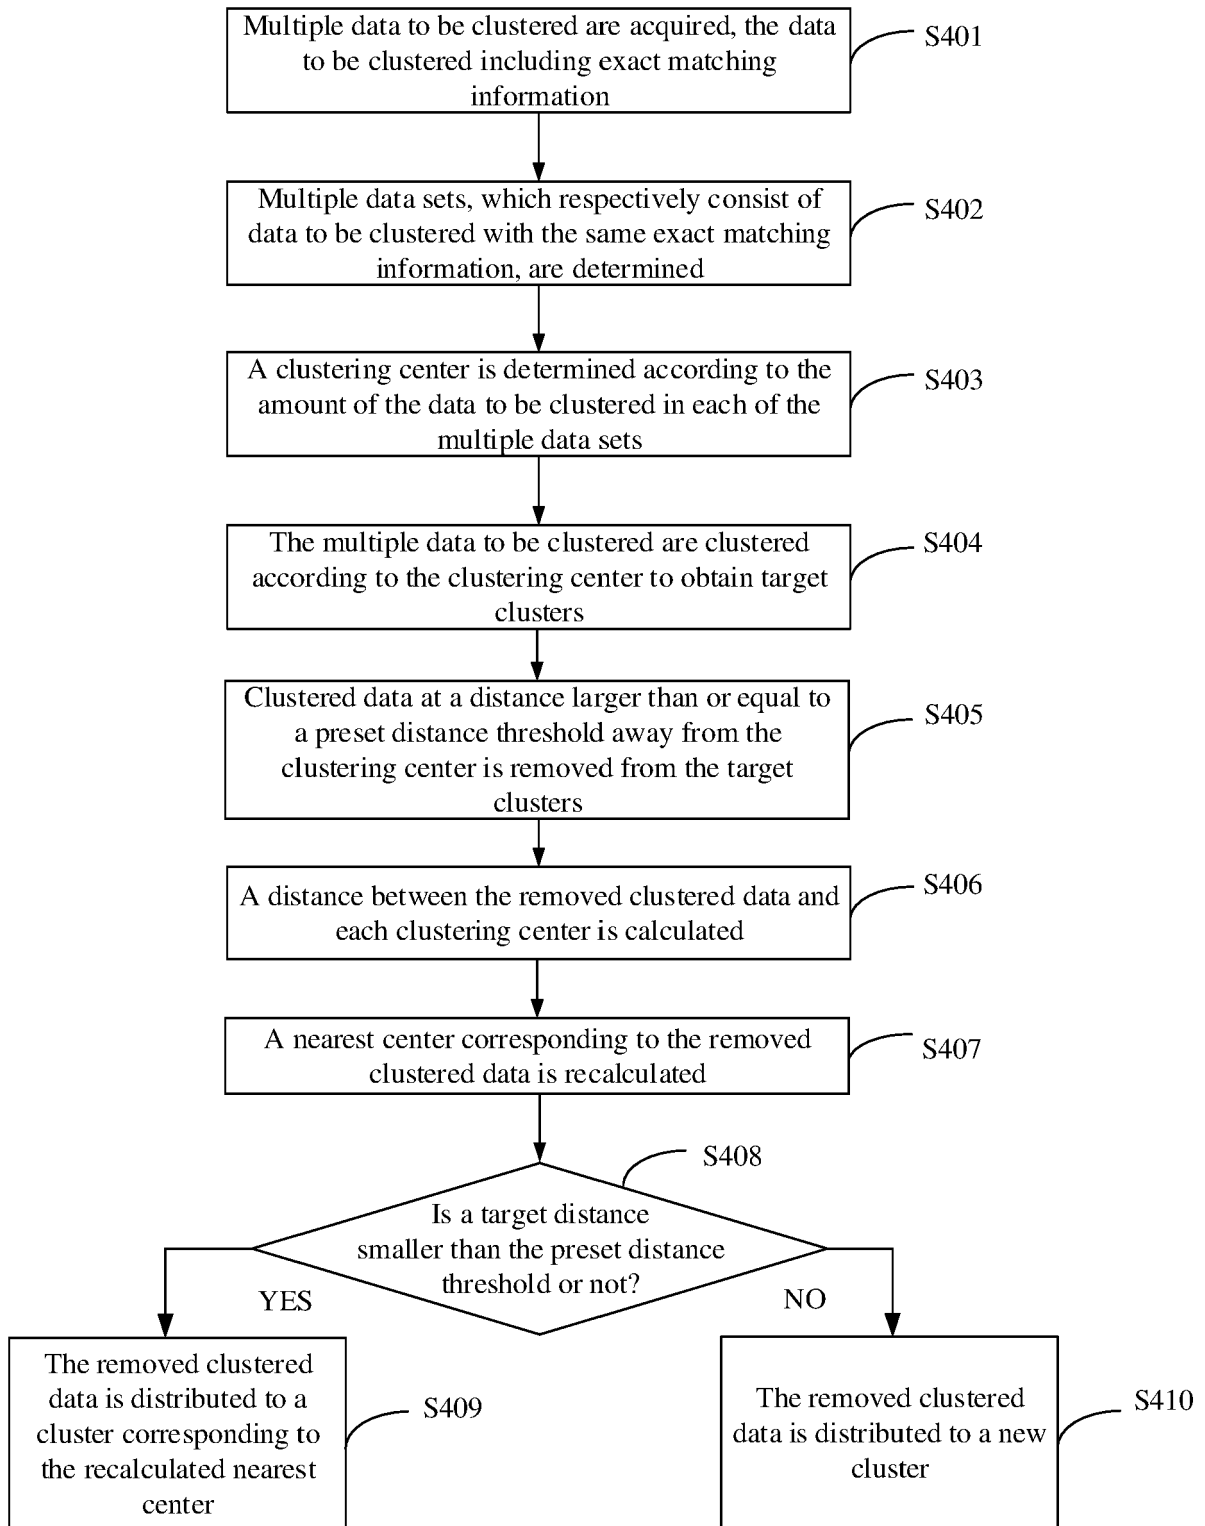 Multiple data to be clustered are acquired, the data
to be clustered including exact matching
information
S401
Multiple data sets, which respectively consist of
data to be clustered with the same exact matching
information, are determined
S402
A clustering center is determined according to the
amount of the data to be clustered in each of the
multiple data sets
S403
The multiple data to be clustered are clustered
according to the clustering center to obtain target
clusters
S404
Clustered data at a distance larger than or equal to
a preset distance threshold away from the
clustering center is removed from the target
clusters
S405
A distance between the removed clustered data and
each clustering center is calculated
S406
A nearest center corresponding to the removed
clustered data is recalculated
S407
S408
Is a target distance
smaller than the preset distance
threshold or not?
YES
NO
The removed clustered
data is distributed to a
cluster corresponding to
the recalculated nearest
center
S409
The removed clustered
data is distributed to a new
cluster
S410